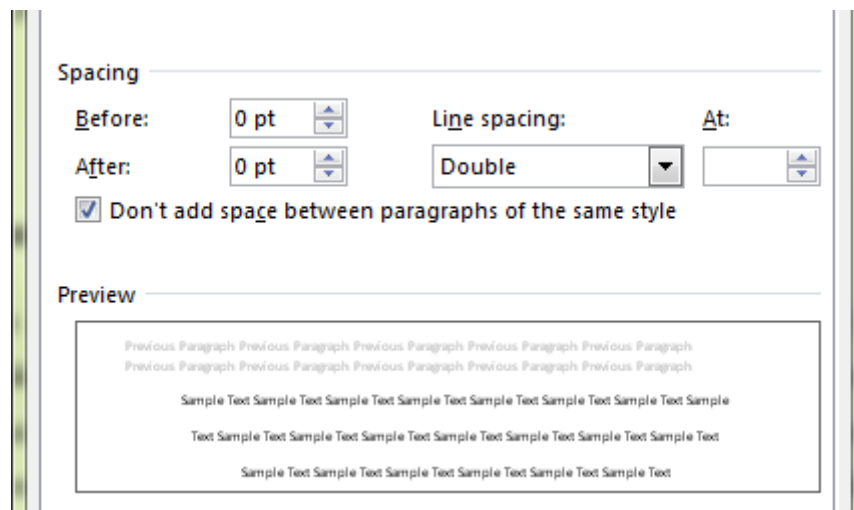 Spacing
Before: 0 pt Line spacing: At:
After: 0 pt Double
Don't add space between paragraphs of the same style
Preview
Previous Paragraph Previous Paragraph Previous Paragraph Previous Paragraph Previous Paragraph
Previous Paragraph Previous Paragraph Previous Paragraph Previous Paragraph Previous Paragraph
Sample Text Sample Text Sample Text Sample Text Sample Text Sample Text Sample Text Sample
Text Sample Text Sample Text Sample Text Sample Text Sample Text Sample Text Sample Text
Sample Text Sample Text Sample Text Sample Text Sample Text Sample Text